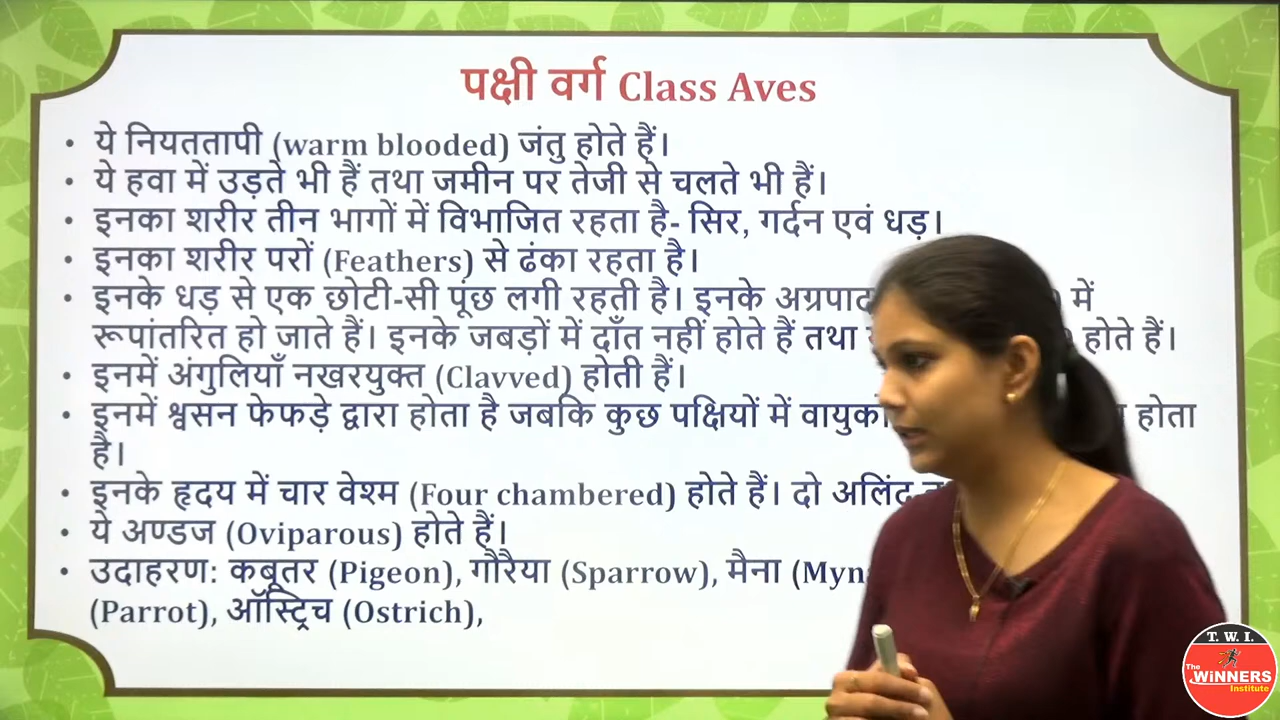 पक्षी वर्ग Class Aves
• ये नियततापी (warm blooded) जंतु होते हैं।
• ये हवा में उड़ते भी हैं तथा जमीन पर तेजी से चलते भी हैं।
• इनका शरीर तीन भागों में विभाजित रहता है- सिर, गर्दन एवं धड़।
• इनका शरीर परों (Feathers) से ढंका रहता है।
• इनके धड़ से एक छोटी-सी पूंछ लगी रहती है। इनके अग्रपाद में
रूपांतरित हो जाते हैं। इनके जबड़ों में दाँत नहीं होते हैं तथा होते हैं।
• इनमें अंगुलियाँ नखरयुक्त (Clavved) होती हैं।
• इनमें श्वसन फेफड़े द्वारा होता है जबकि कुछ पक्षियों में होता
है।
• इनके हृदय में चार वेश्म (Four chambered) होते हैं। दो अलिंद
• ये अण्डज (Oviparous) होते हैं।
• उदाहरण: कबूतर (Pigeon), गौरैया (Sparrow), मैना
(Parrot), ऑस्ट्रिच (Ostrich),
T. W. I.
The
WiNNERS
Institute